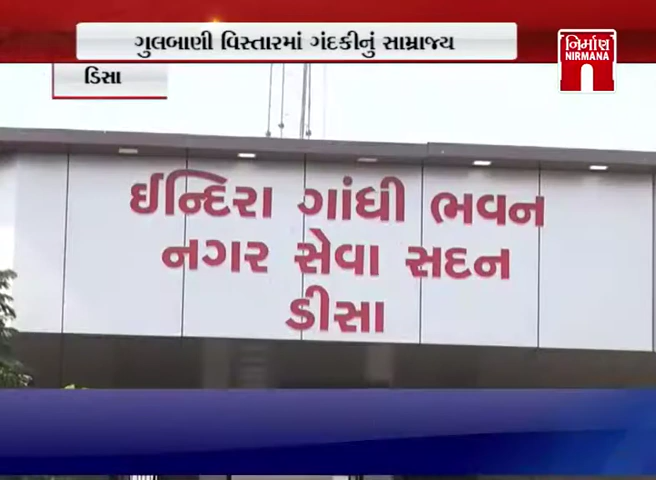 ગુલબાણી વિસ્તારમાં ગંદકીનું સામ્રાજ્ય
નિર્માણ
NIRMANA
ડિસા
ઈન્દિરા ગાંધી ભવન
નગર સેવા સદન
ડીસા